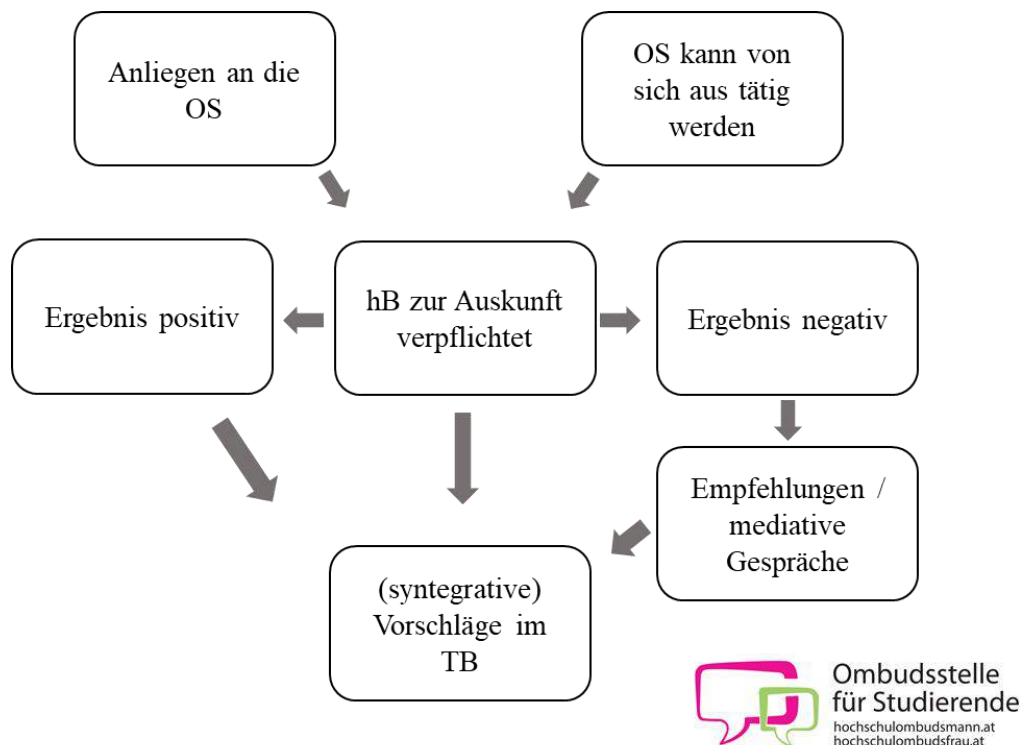 Anliegen an die
OS
OS kann von
sich aus tätig
werden
Ergebnis positiv
hB zur Auskunft
verpflichtet
Ergebnis negativ
Empfehlungen /
mediative
Gespräche
(syntegrative)
Vorschläge im
TB
Ombudsstelle
für Studierende
hochschulombudsmann.at
hochschulombudsfrau.at